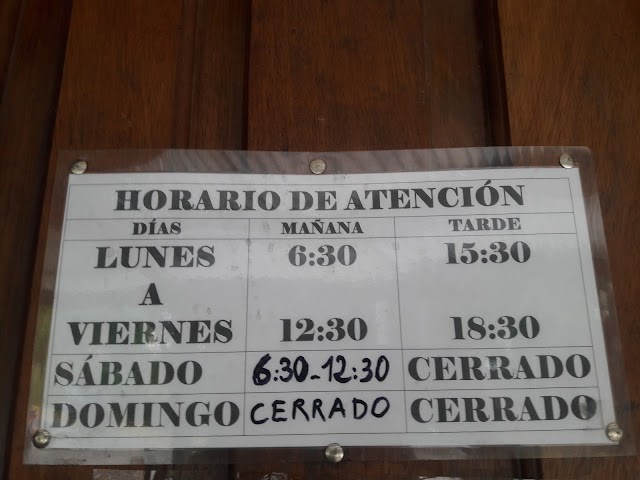 HORARIO DE ATENCIÓN
DÍAS MAÑANA TARDE
LUNES 6:30 15:30
A
VIERNES 12:30 18:30
SÁBADO 6:30-12:30 CERRADO
DOMINGO CERRADO CERRADO